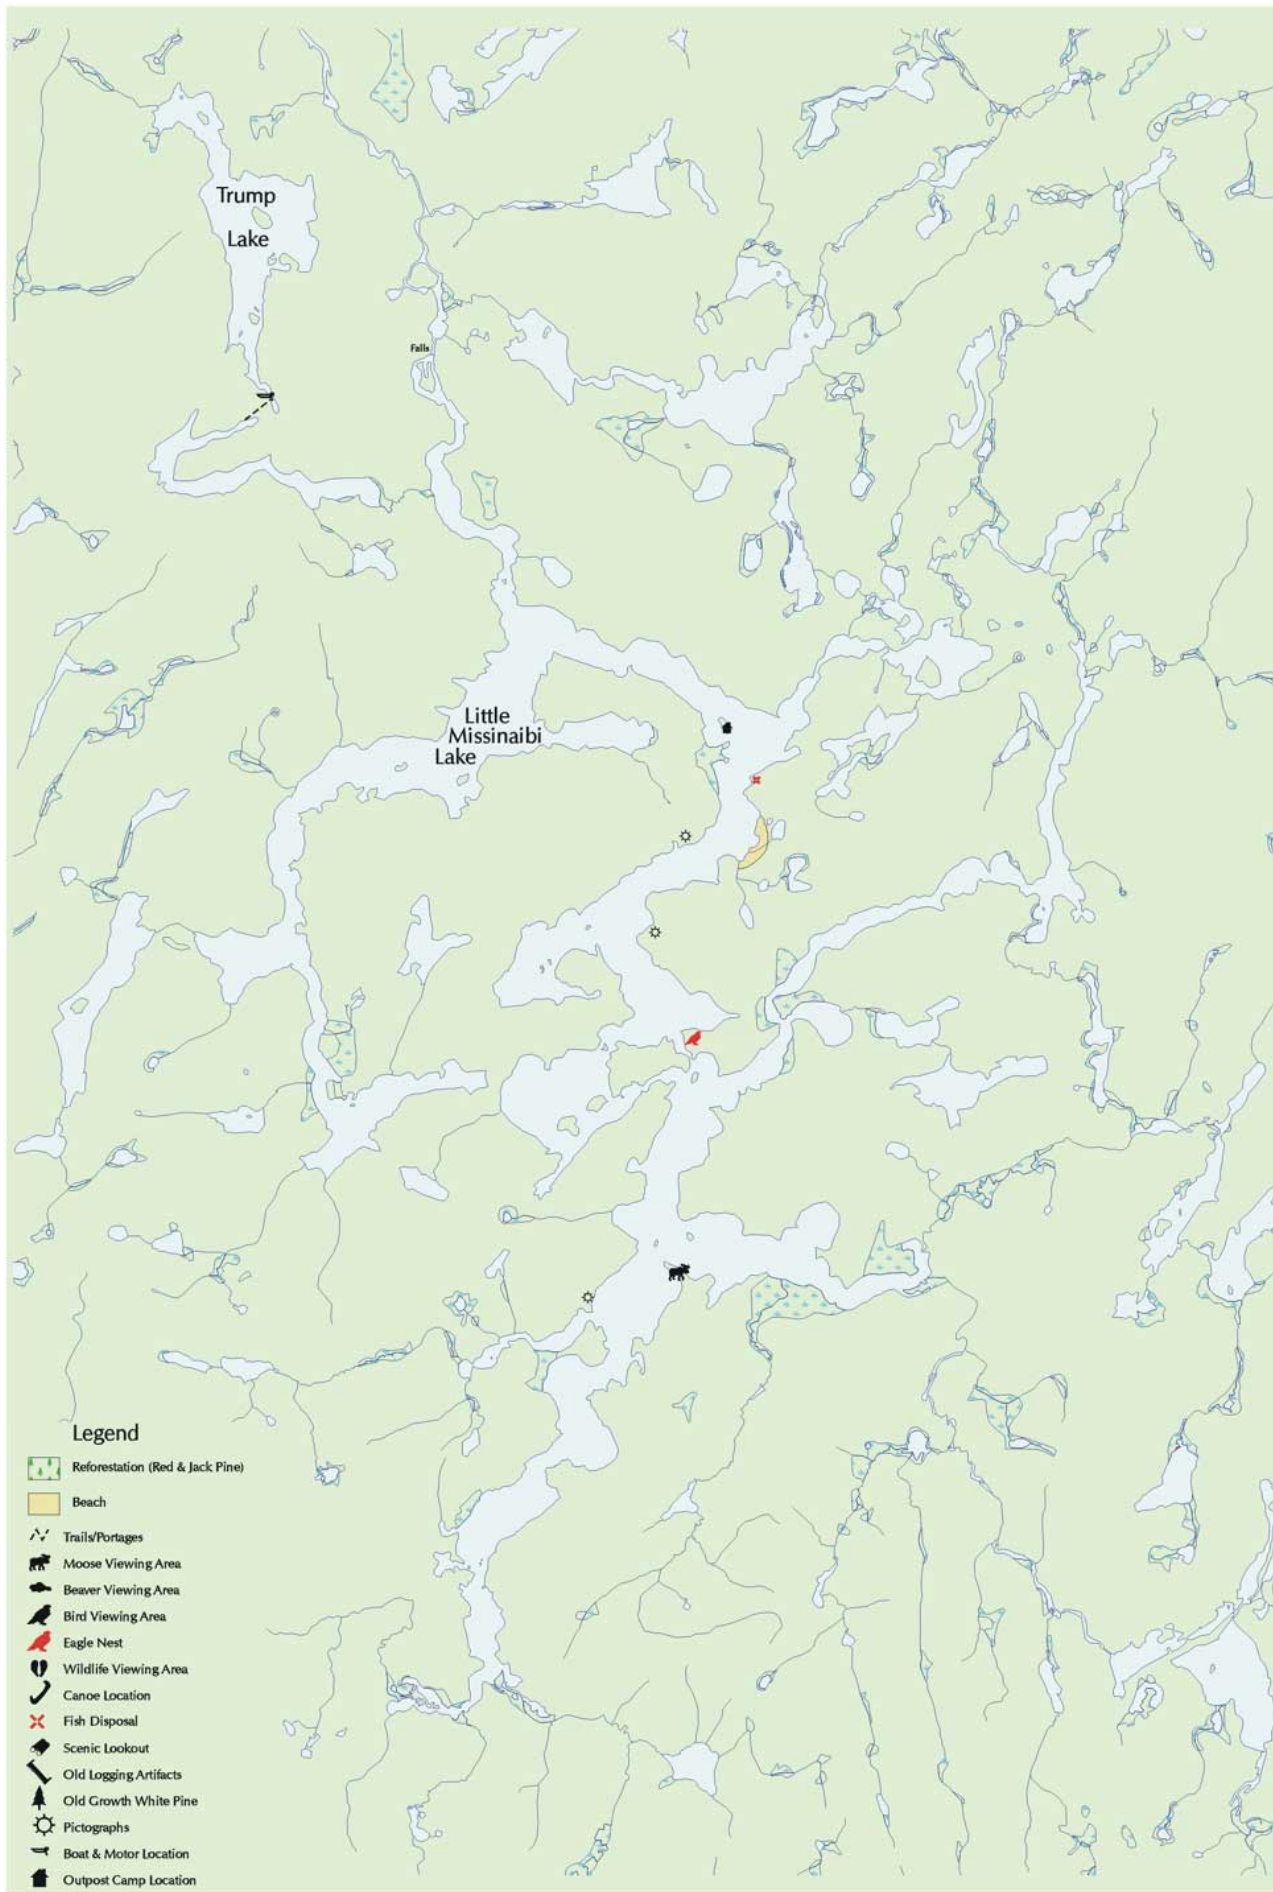 Trump
Lake
Falls
Little
Missinaibi
Lake
Legend
Reforestation (Red & Jack Pine)
Beach
Trails/Portages
Moose Viewing Area
Beaver Viewing Area
Bird Viewing Area
Eagle Nest
Wildlife Viewing Area
Canoe Location
Fish Disposal
Scenic Lookout
Old Logging Artifacts
Old Growth White Pine
Pictographs
Boat & Motor Location
Outpost Camp Location